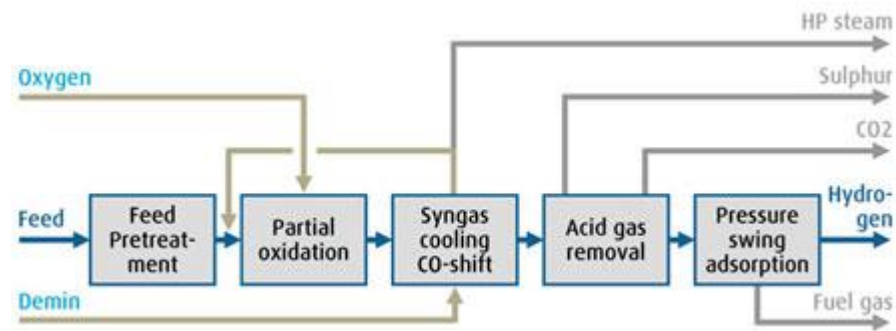 HP steam
Sulphur
Oxygen
CO2
Feed
Feed
Pretreat-
ment
Partial
oxidation
Syngas
cooling
CO-shift
Acid gas
removal
Pressure
swing
adsorption
Hydro-
gen
Demin
Fuel gas